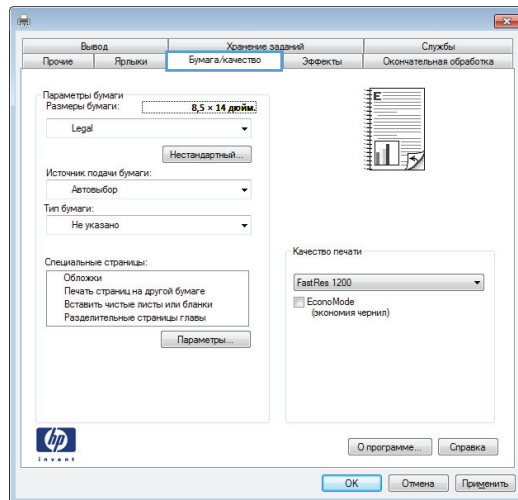 Вывод
Хранение заданий
Службы
Прочие
Ярлыки
Бумага/качество
Эффекты
Окончательная обработка
Параметры бумаги
Размеры бумаги:
8,5 × 14 дюйм.
Legal
Нестандартный...
Источник подачи бумаги:
Автовыбор
Тип бумаги:
Не указано
Специальные страницы:
Обложки
Печать страниц на другой бумаге
Вставить чистые листы или бланки
Разделительные страницы главы
Параметры...
E
Качество печати
FastRes 1200
EconoMode
(экономия чернил)
hp
invent
О программе...
Справка
OK
Отмена
Применить